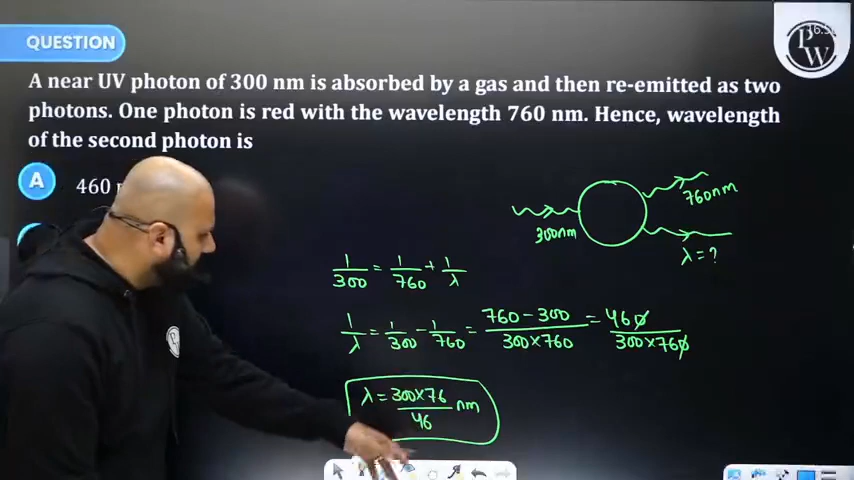 QUESTION
A near UV photon of 300 nm is absorbed by a gas and then re-emitted as two
photons. One photon is red with the wavelength 760 nm. Hence, wavelength
of the second photon is
A 460
300nm
760nm
λ = ?
1/300 = 1/760 + 1/λ
1/λ = 1/300 - 1/760 = 760 - 300 / 300×760 = 460 / 300×760
λ = 300×76 / 46 nm
P
W